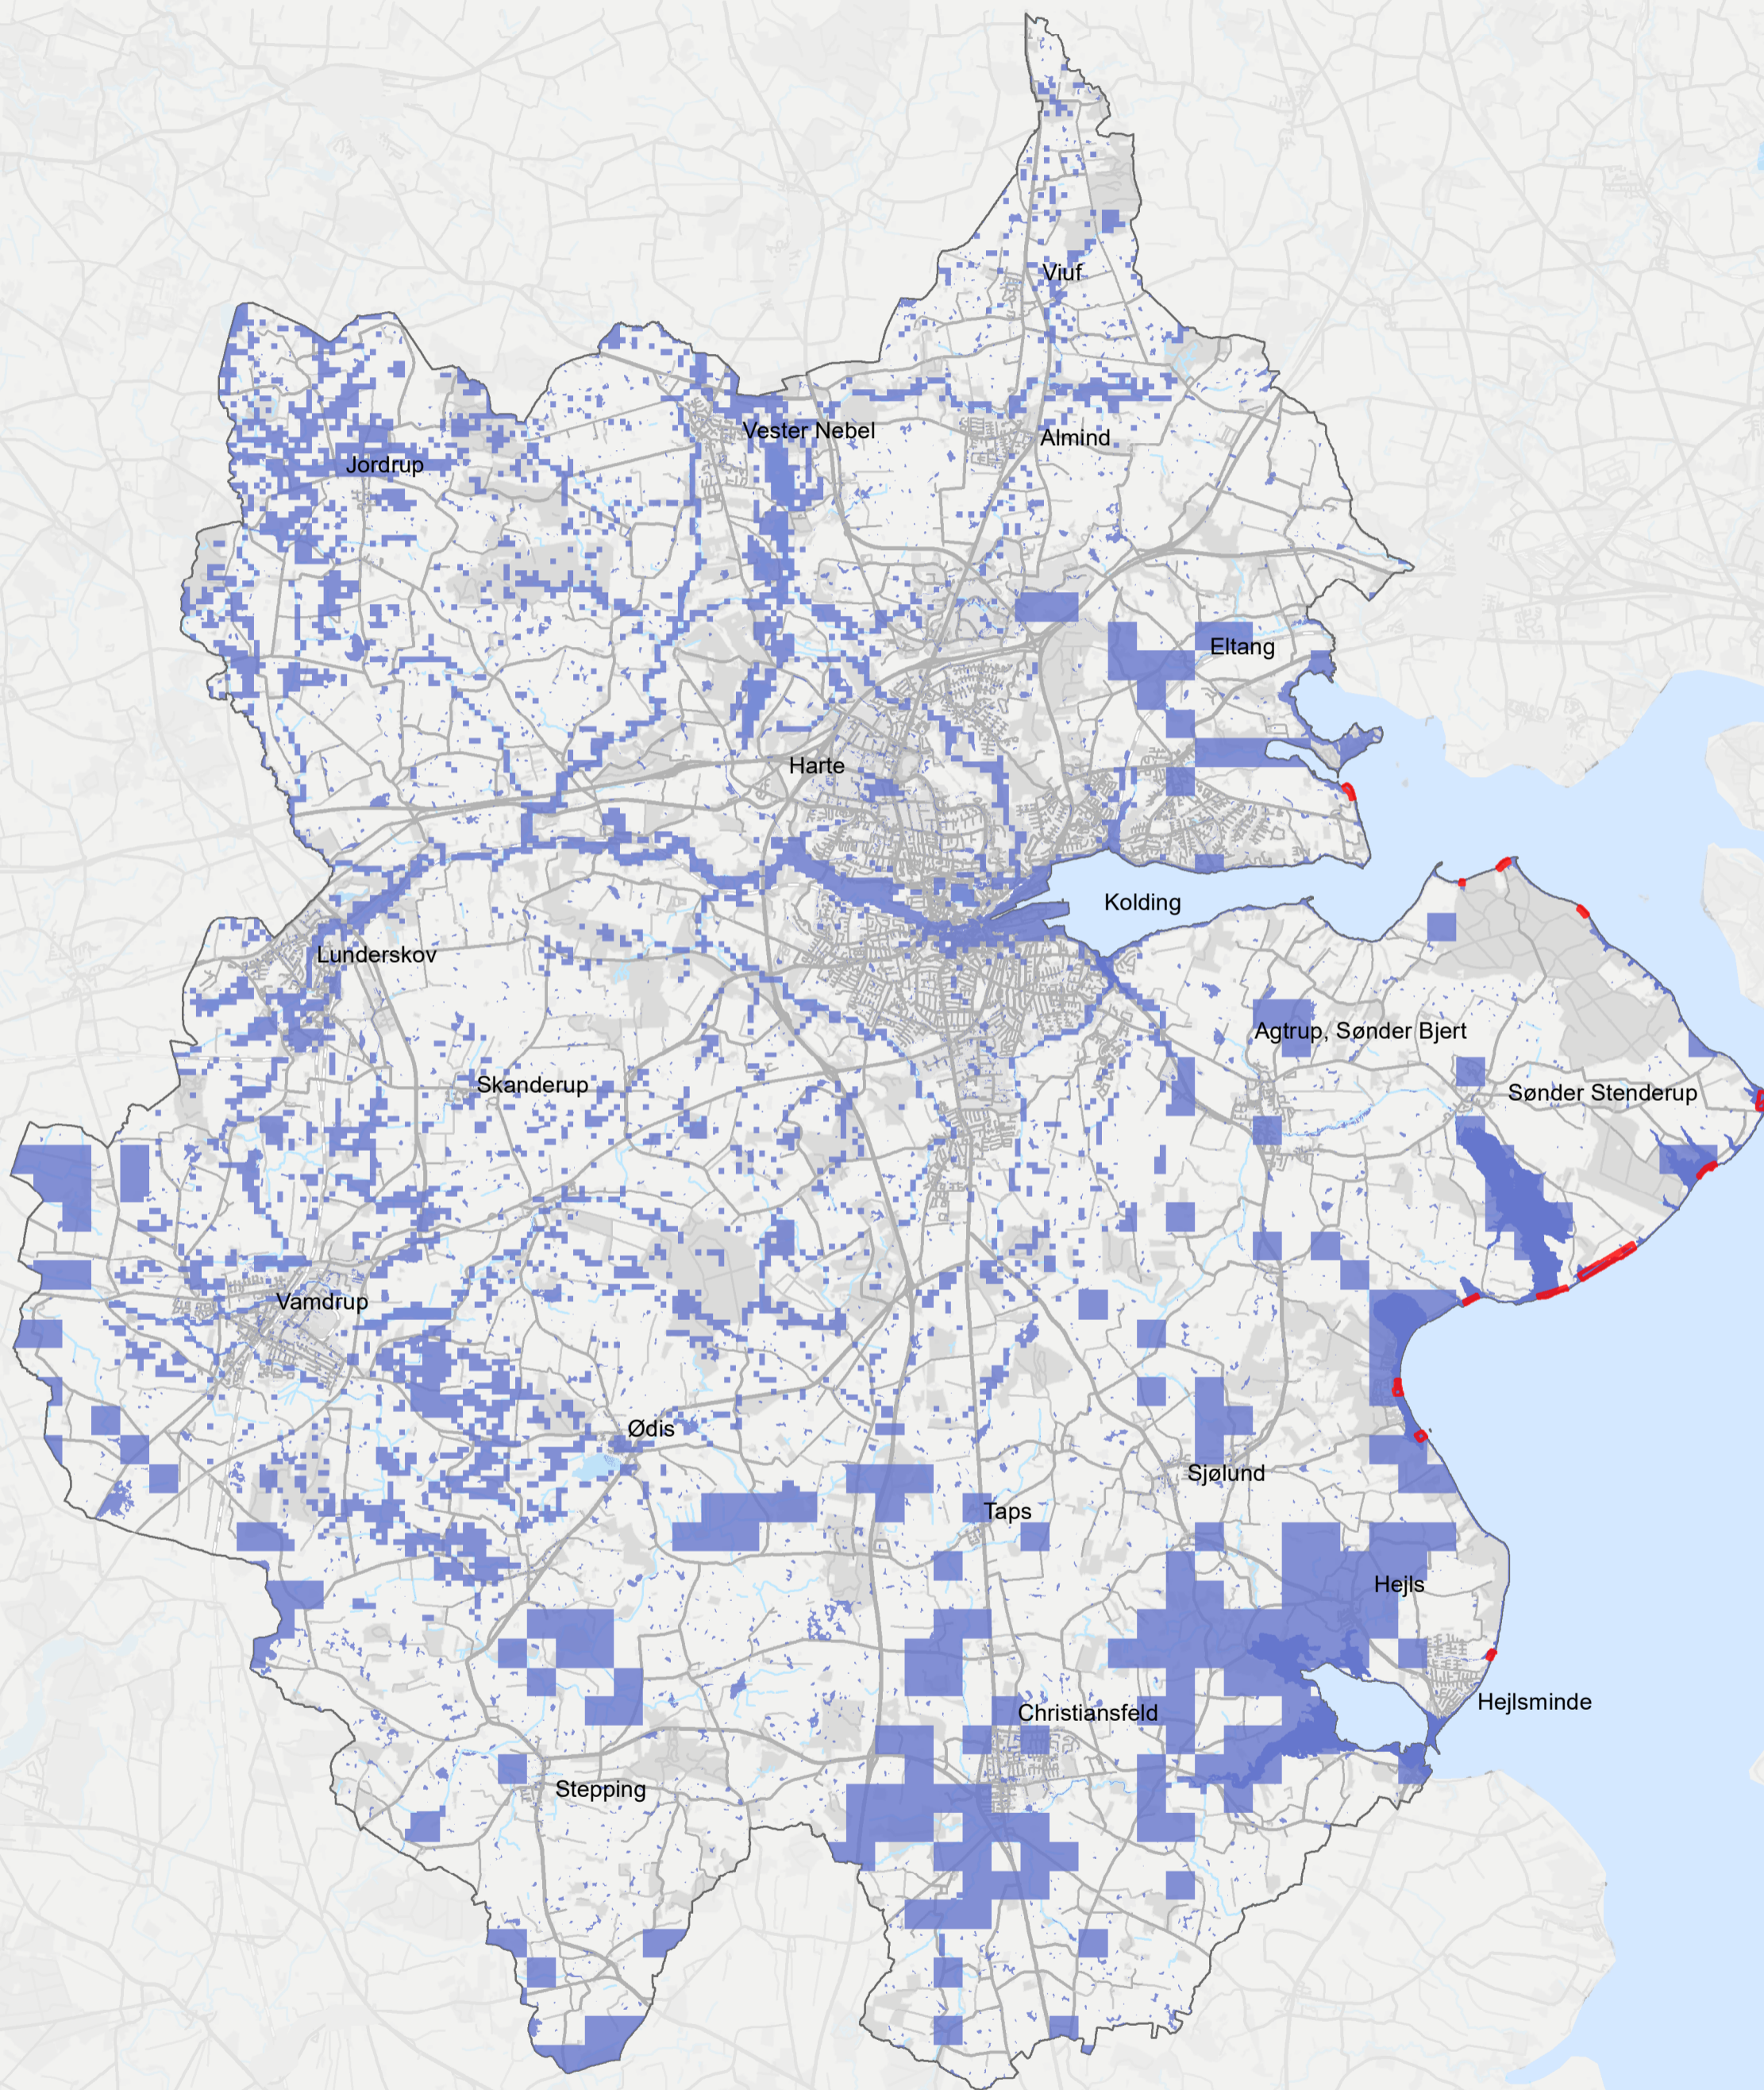 Viuf
Vester Nebel
Almind
Jordrup
Eltang
Harte
Kolding
Lunderskov
Agtrup, Sønder Bjert
Skanderup
Sønder Stenderup
Vamdrup
Ødis
Sjølund
Taps
Hejls
Hejlsminde
Christiansfeld
Stepping